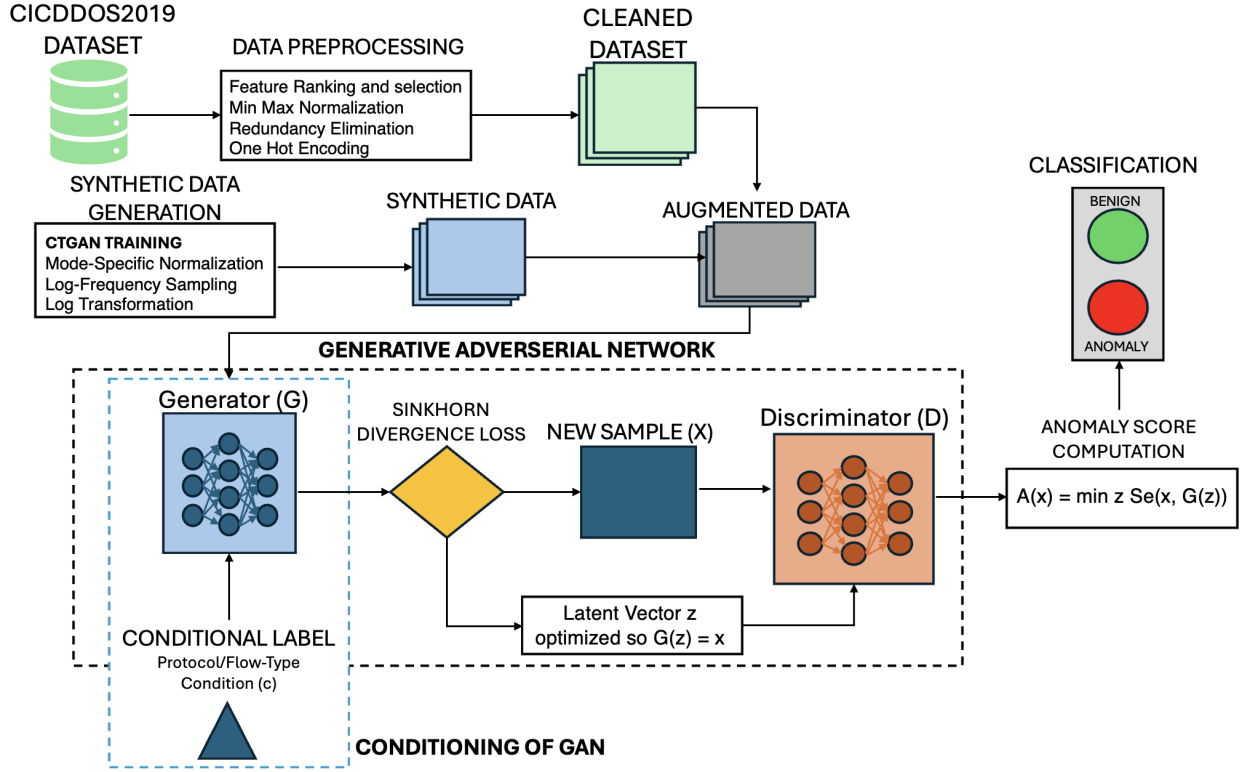 CICDDOS2019
DATASET
DATA PREPROCESSING
Feature Ranking and selection
Min Max Normalization
Redundancy Elimination
One Hot Encoding
CLEANED
DATASET
SYNTHETIC DATA
GENERATION
CTGAN TRAINING
Mode-Specific Normalization
Log-Frequency Sampling
Log Transformation
SYNTHETIC DATA
AUGMENTED DATA
CLASSIFICATION
BENIGN
ANOMALY
GENERATIVE ADVERSERIAL NETWORK
Generator (G)
SINKHORN
DIVERGENCE LOSS
NEW SAMPLE (X)
Discriminator (D)
ANOMALY SCORE
COMPUTATION
A(x) = min z Se(x, G(z))
Latent Vector z
optimized so G(z) = x
CONDITIONAL LABEL
Protocol/Flow-Type
Condition (c)
CONDITIONING OF GAN